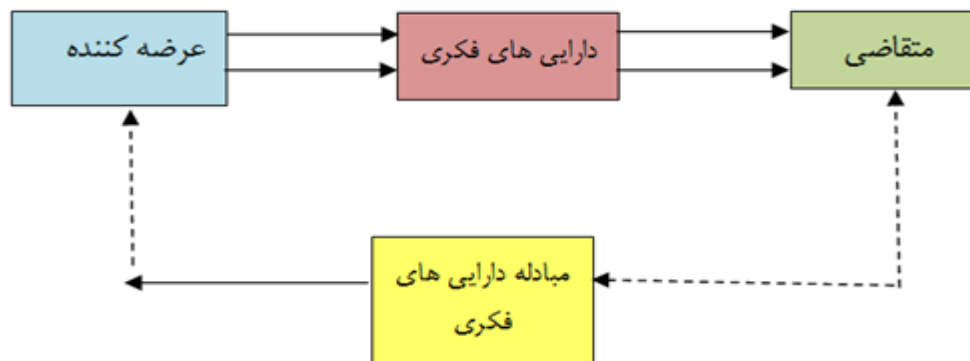 عرضه کننده
دارایی های فکری
متقاضی
مبادله دارایی های
فکری